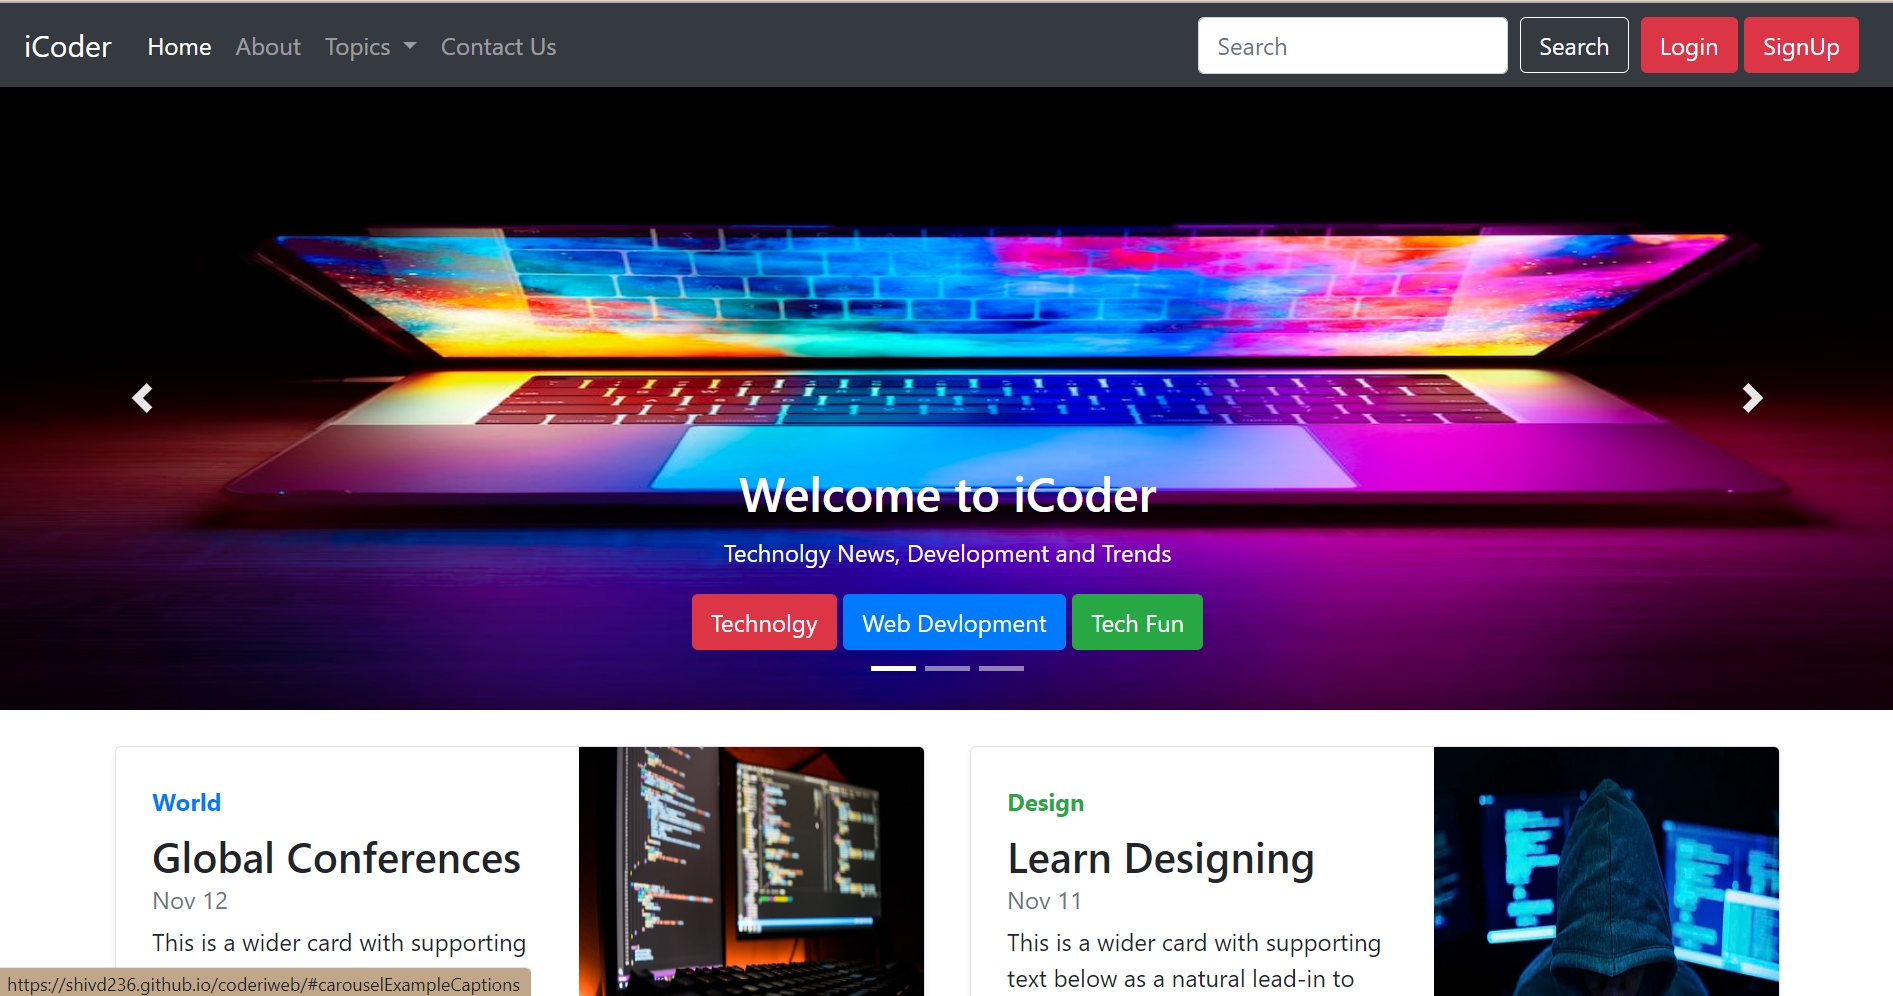 iCoder Home About Topics Contact Us Search Search Login SignUp
Welcome to iCoder
Technolgy News, Development and Trends
Technolgy Web Devlopment Tech Fun
World
Global Conferences
Nov 12
This is a wider card with supporting
Design
Learn Designing
Nov 11
This is a wider card with supporting
text below as a natural lead-in to
https://shivd236.github.io/coderiweb/#carouselExampleCaptions